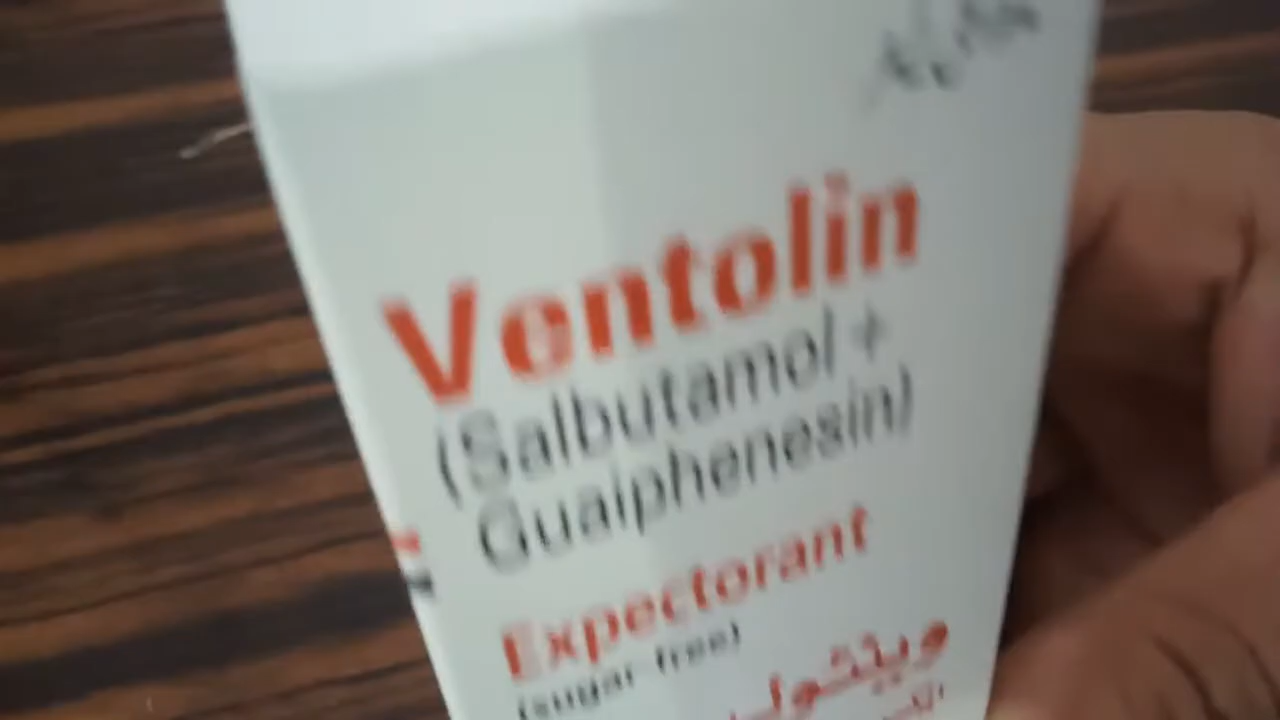 Ventolin
(Salbutamol +
Guaiphenesin)
Expectorant
(sugar free)